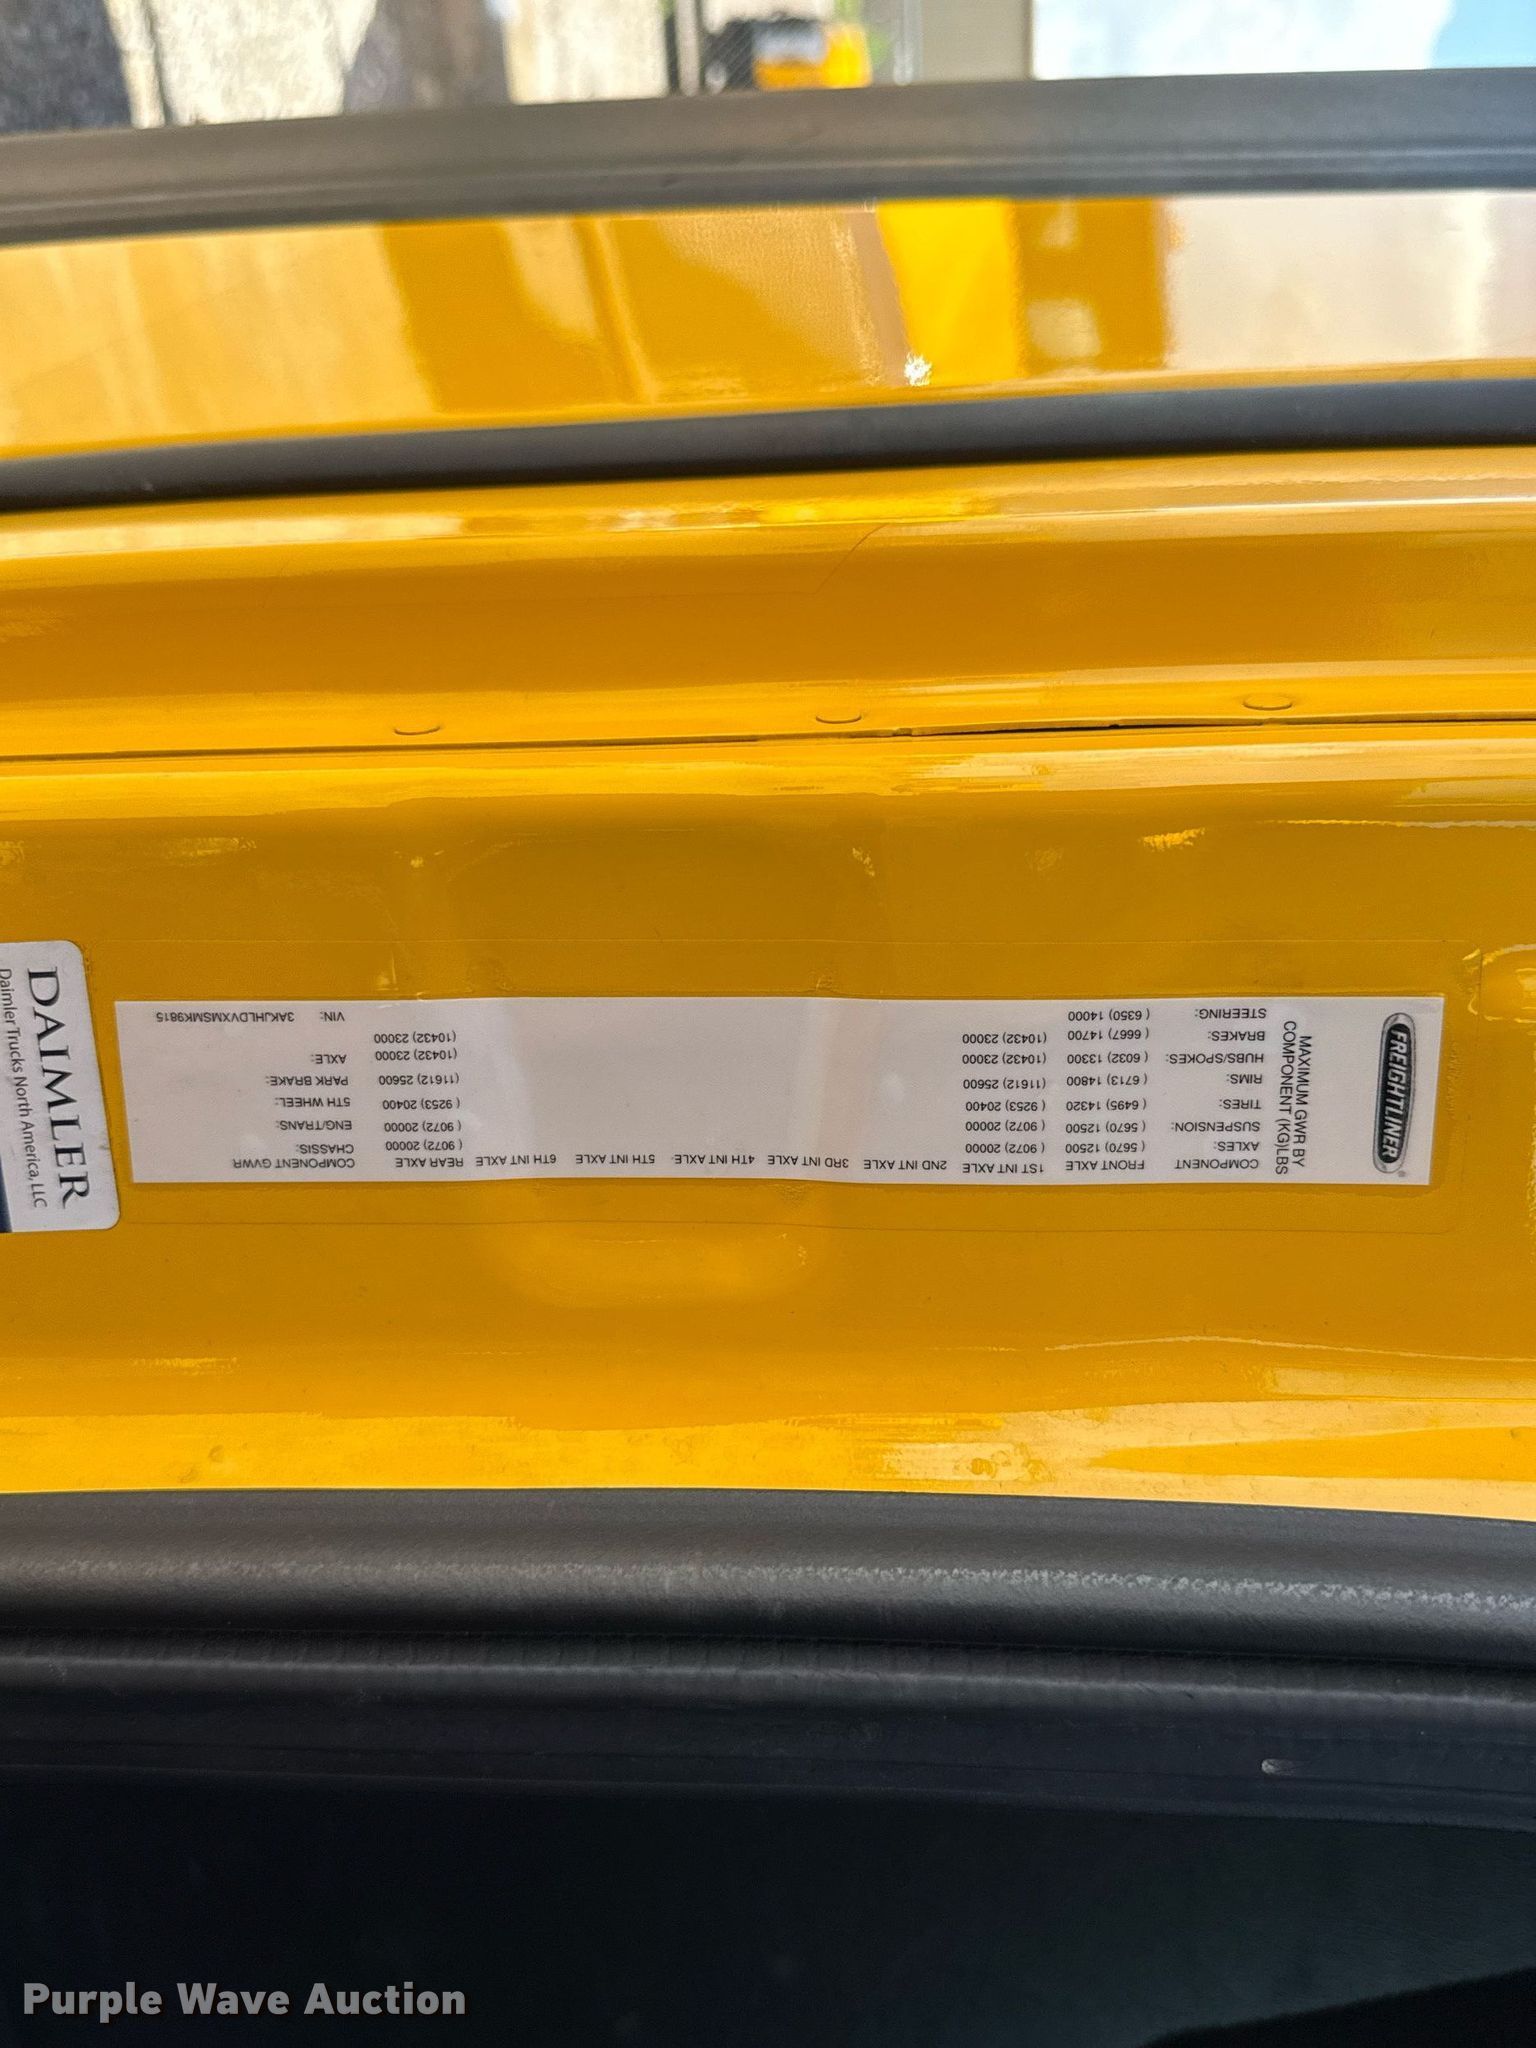 FREIGHTLINER
MAXIMUM GWR BY
COMPONENT (KG)LBS
COMPONENT FRONT AXLE 1ST INT AXLE 2ND INT AXLE 3RD INT AXLE 4TH INT AXLE 5TH INT AXLE 6TH INT AXLE REAR AXLE COMPONENT GVWR
AXLES: ( 5670) 12500 ( 9072) 20000 ( 9072) 20000 CHASSIS:
SUSPENSION: ( 5670) 12500 ( 9072) 20000 ( 9072) 20000 ENG/TRANS:
TIRES: ( 6495) 14320 ( 9253) 20400 ( 9253) 20400 5TH WHEEL:
RIMS: ( 6713) 14800 (11612) 25600 (11612) 25600 PARK BRAKE:
HUBS/SPOKES: ( 6032) 13300 (10432) 23000 (10432) 23000 AXLE:
BRAKES: ( 6667) 14700 (10432) 23000 (10432) 23000
STEERING: ( 6350) 14000 VIN: 3AKJHLDVXMSMK9815
DAIMLER
Daimler Trucks North America, LLC
Purple Wave Auction